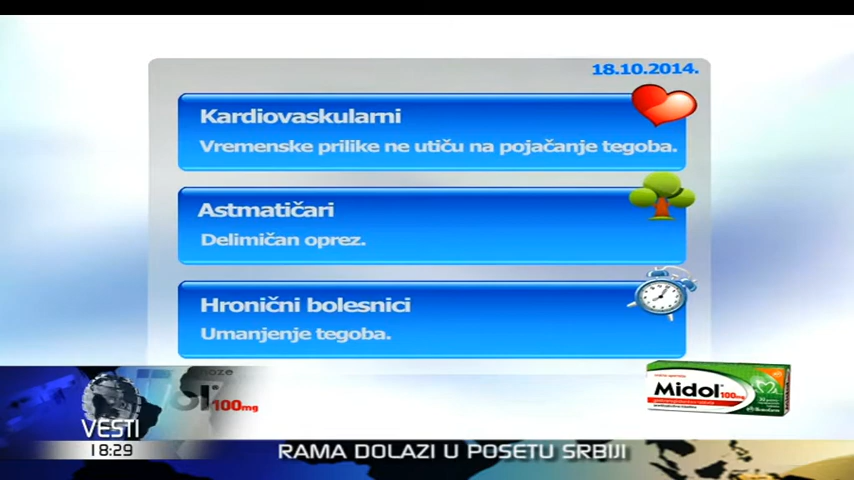 18.10.2014.
Kardiovaskularni
Vremenske prilike ne utiču na pojačanje tegoba.
Astmatičari
Delimičan oprez.
Hronični bolesnici
Umanjenje tegoba.
100mg
Midol 100mg
VESTI
18:29
RAMA DOLAZI U POSETU SRBIJI